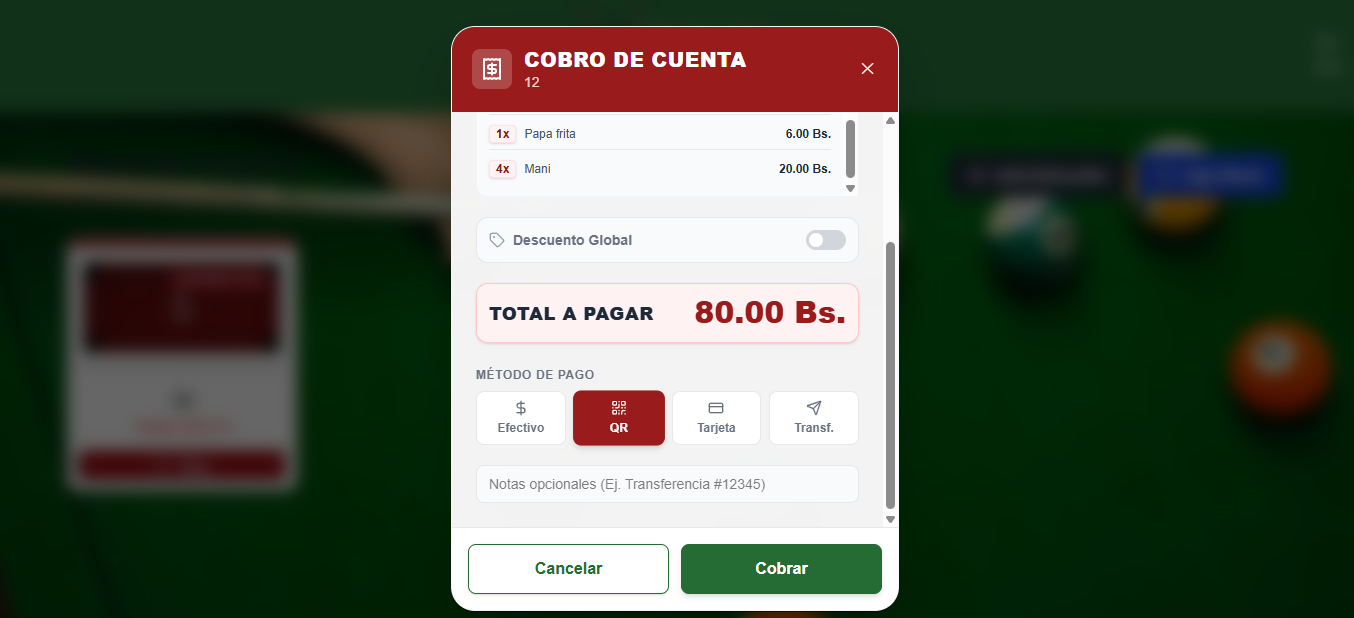 COBRO DE CUENTA
12
1x Papa frita 6.00 Bs.
4x Mani 20.00 Bs.
Descuento Global
TOTAL A PAGAR 80.00 Bs.
MÉTODO DE PAGO
Efectivo QR Tarjeta Transf.
Notas opcionales (Ej. Transferencia #12345)
Cancelar Cobrar